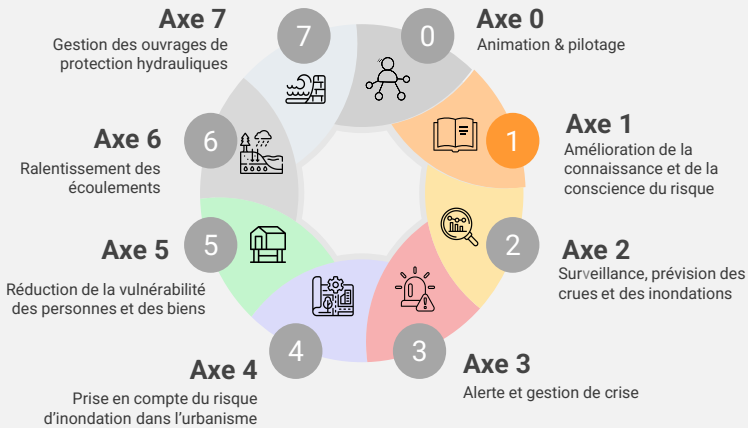 0
Axe 0
Animation & pilotage
1
Axe 1
Amélioration de la
connaissance et de la
conscience du risque
2
Axe 2
Surveillance, prévision des
crues et des inondations
3
Axe 3
Alerte et gestion de crise
4
Axe 4
Prise en compte du risque
d'inondation dans l'urbanisme
5
Axe 5
Réduction de la vulnérabilité
des personnes et des biens
6
Axe 6
Ralentissement des
écoulements
7
Axe 7
Gestion des ouvrages de
protection hydrauliques